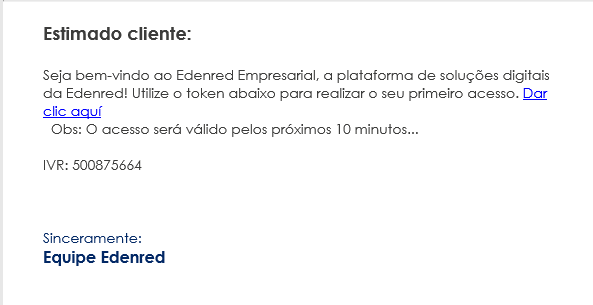 Estimado cliente:
Seja bem-vindo ao Edenred Empresarial, a plataforma de soluções digitais
da Edenred! Utilize o token abaixo para realizar o seu primeiro acesso. Dar
clic aquí
Obs: O acesso será válido pelos próximos 10 minutos...
IVR: 500875664
Sinceramente:
Equipe Edenred